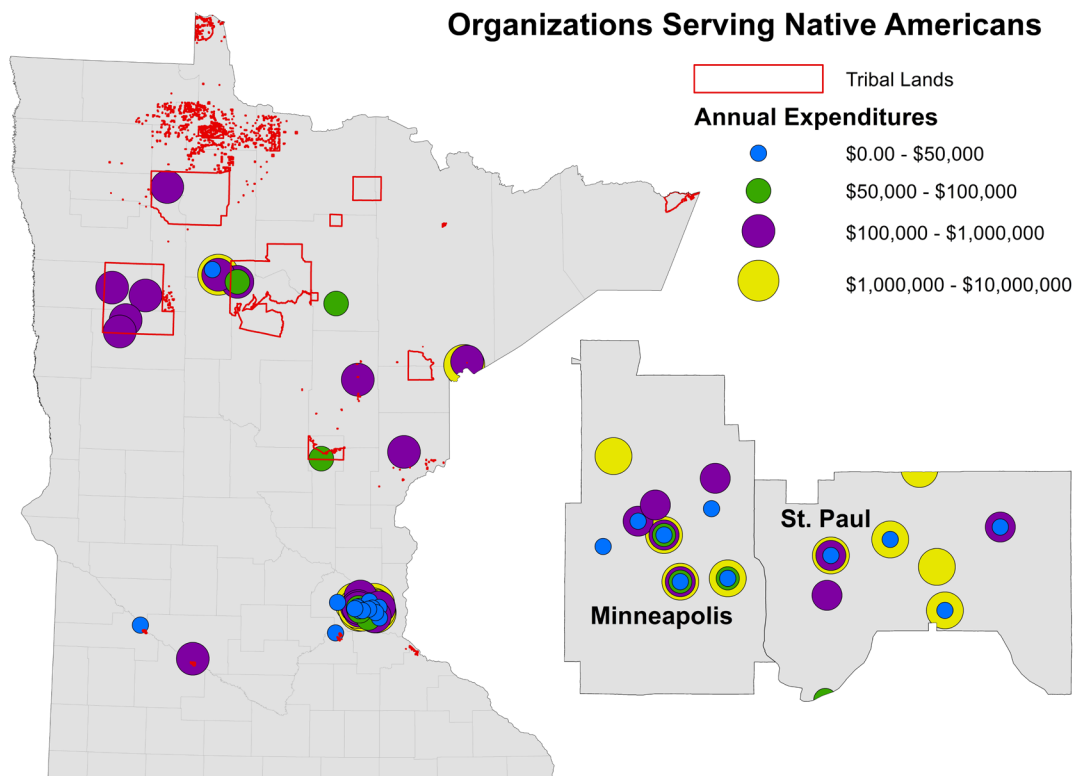 Organizations Serving Native Americans
Tribal Lands
Annual Expenditures
$0.00 - $50,000
$50,000 - $100,000
$100,000 - $1,000,000
$1,000,000 - $10,000,000
St. Paul
Minneapolis